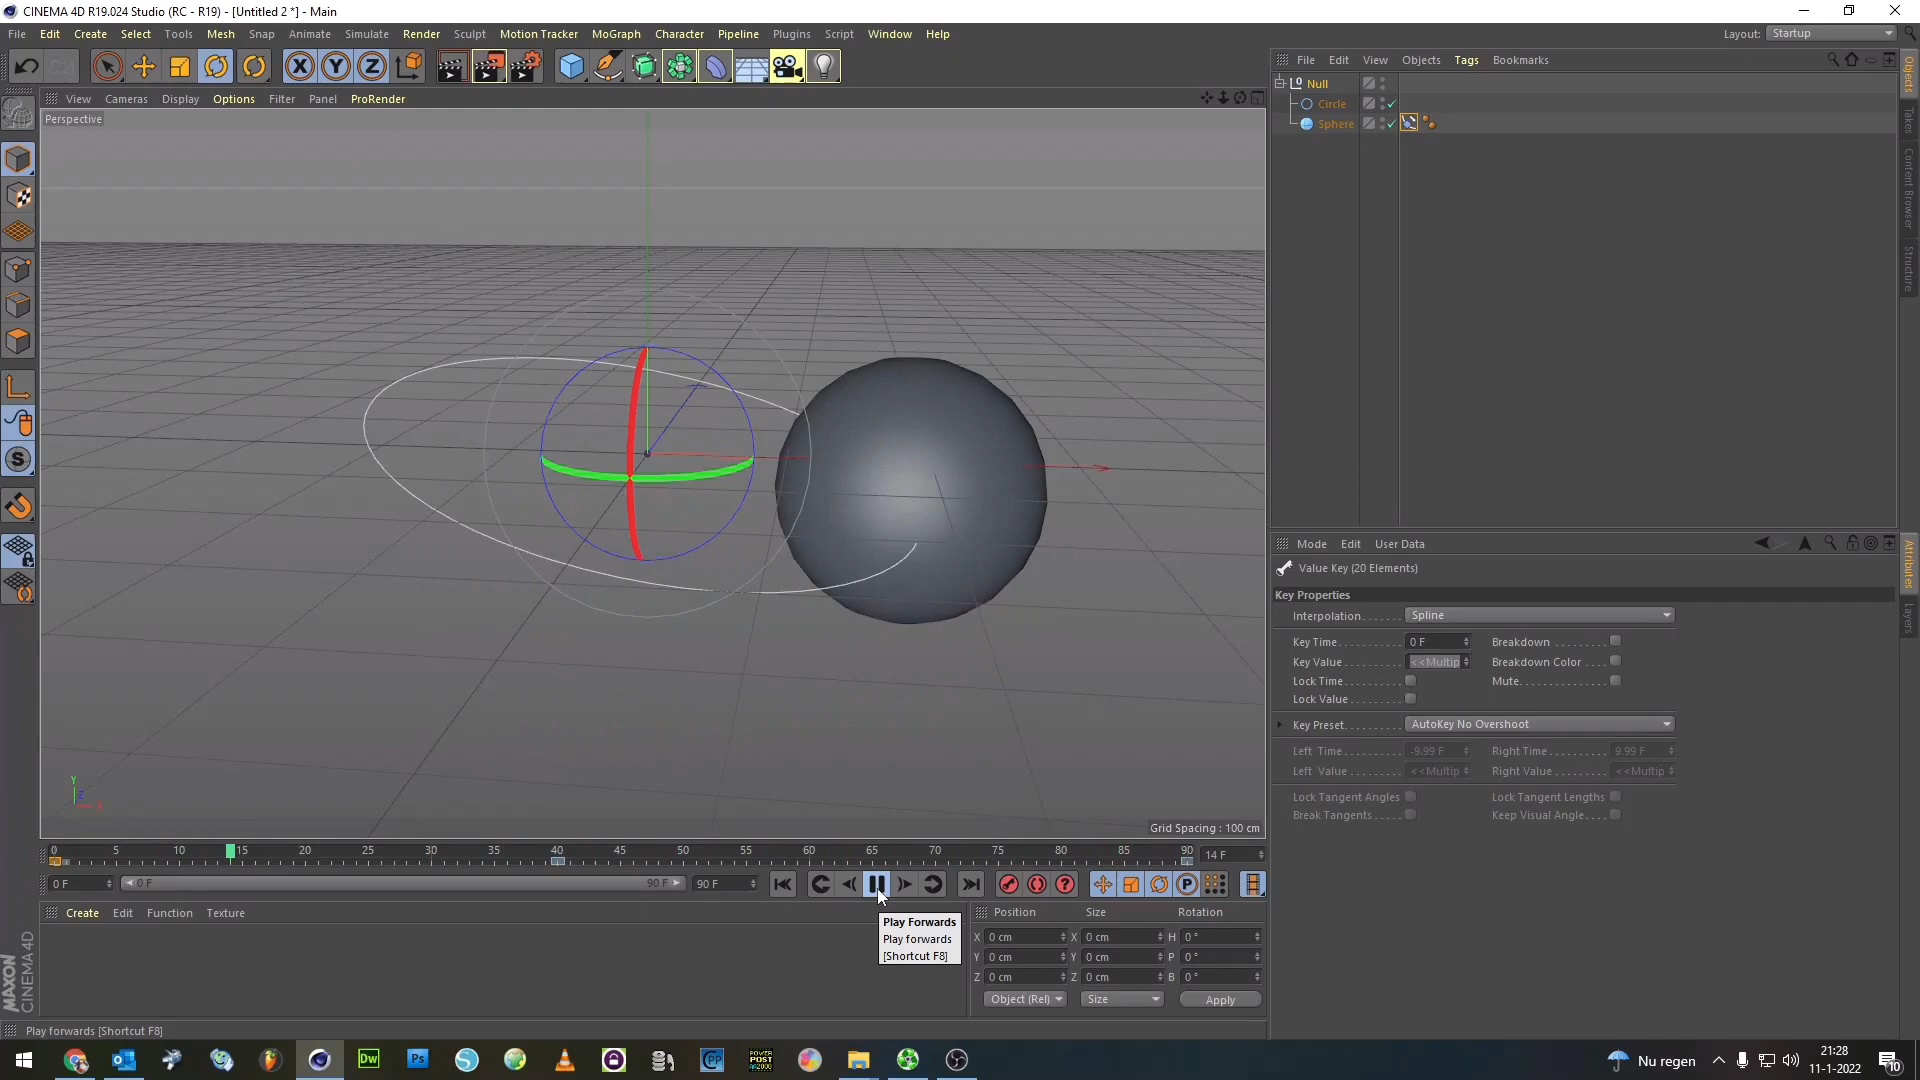 CINEMA 4D R19.024 Studio (RC - R19) - [Untitled 2 *] - Main
File Edit Create Select Tools Mesh Snap Animate Simulate Render Sculpt Motion Tracker MoGraph Character Pipeline Plugins Script Window Help
Layout: Startup
View Cameras Display Options Filter Panel ProRender
Perspective
File Edit View Objects Tags Bookmarks
Null
Circle
Sphere
Objects
Takes
Content Browser
Structure
Mode Edit User Data
Value Key (20 Elements)
Key Properties
Interpolation Spline
Key Time 0 F Breakdown
Key Value <<Multip Breakdown Color
Lock Time Mute
Lock Value
Key Preset AutoKey No Overshoot
Left Time -9.99 F Right Time 9.99 F
Left Value <<Multip Right Value <<Multip
Lock Tangent Angles Lock Tangent Lengths
Break Tangents Keep Visual Angle
Attributes
Layers
Y
Z
X
Grid Spacing : 100 cm
0 5 10 15 20 25 30 35 40 45 50 55 60 65 70 75 80 85 90 14 F
0 F 0 F 90 F 90 F
Create Edit Function Texture
Play Forwards
Play forwards
[Shortcut F8]
Position Size Rotation
X 0 cm X 0 cm H 0 °
Y 0 cm Y 0 cm P 0 °
Z 0 cm Z 0 cm B 0 °
Object (Rel) Size Apply
MAXON
CINEMA 4D
Play forwards [Shortcut F8]
Dw
Ps
CPP
POWER
POST
Nu regen
21:28
11-1-2022
10